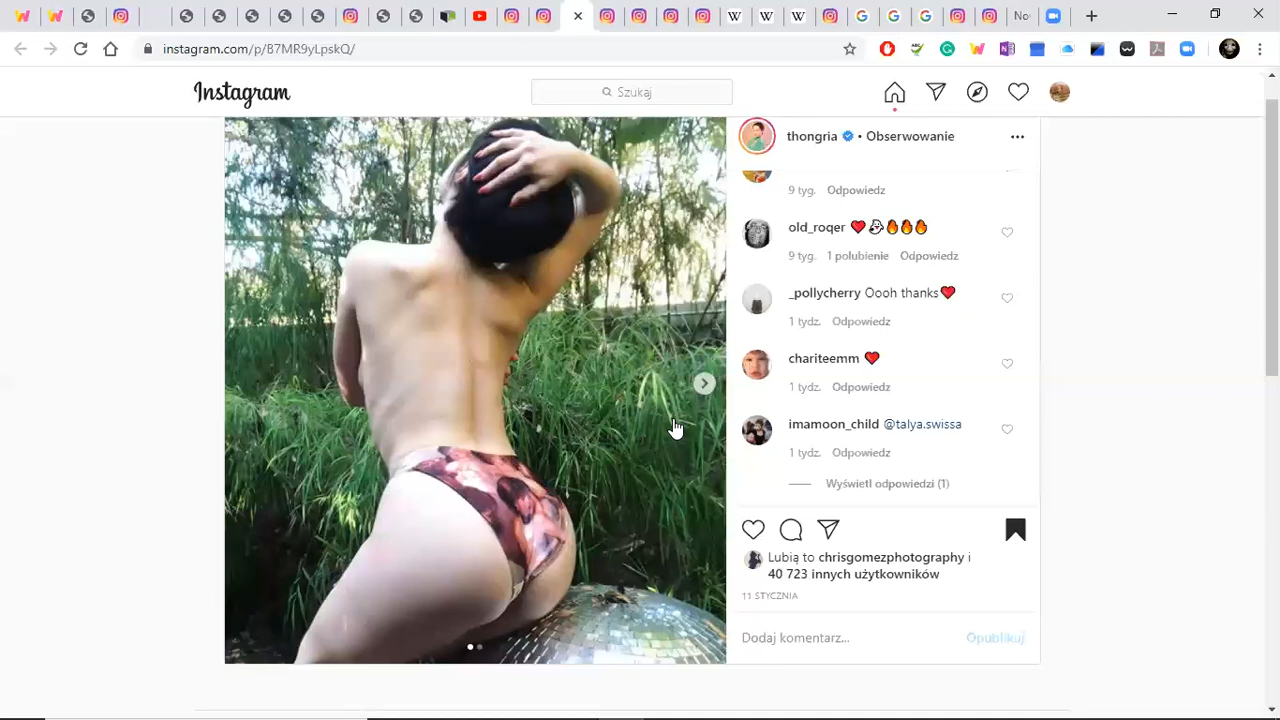 No
instagram.com/p/B7MR9yLpskQ/
Instagram
Szukaj
thongria • Obserwowanie
9 tyg. Odpowiedz
old_roqer ❤️🔥🔥🔥
9 tyg. 1 polubienie Odpowiedz
_pollycherry Oooh thanks❤️
1 tydz. Odpowiedz
chariteemm ❤️
1 tydz. Odpowiedz
imamoon_child @talya.swissa
1 tydz. Odpowiedz
Wyświetl odpowiedzi (1)
Lubią to chrisgomezphotography i
40 723 innych użytkowników
11 STYCZNIA
Dodaj komentarz... Opublikuj